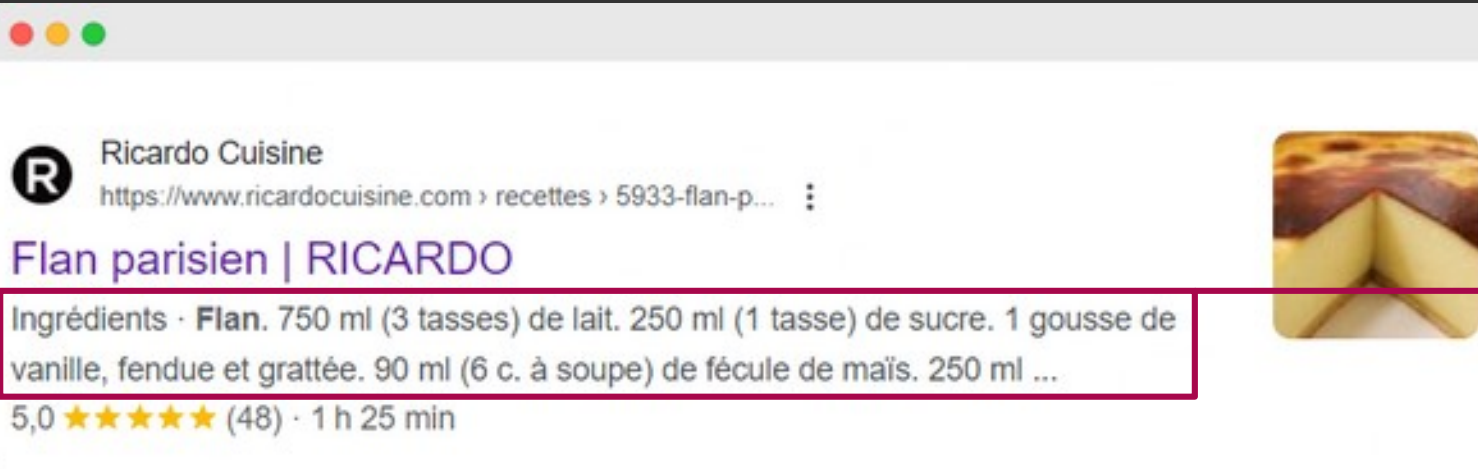 R
Ricardo Cuisine
https://www.ricardocuisine.com › recettes › 5933-flan-p...
Flan parisien | RICARDO
Ingrédients · Flan. 750 ml (3 tasses) de lait. 250 ml (1 tasse) de sucre. 1 gousse de
vanille, fendue et grattée. 90 ml (6 c. à soupe) de fécule de maïs. 250 ml ...
5,0 ★★★★★ (48) · 1 h 25 min